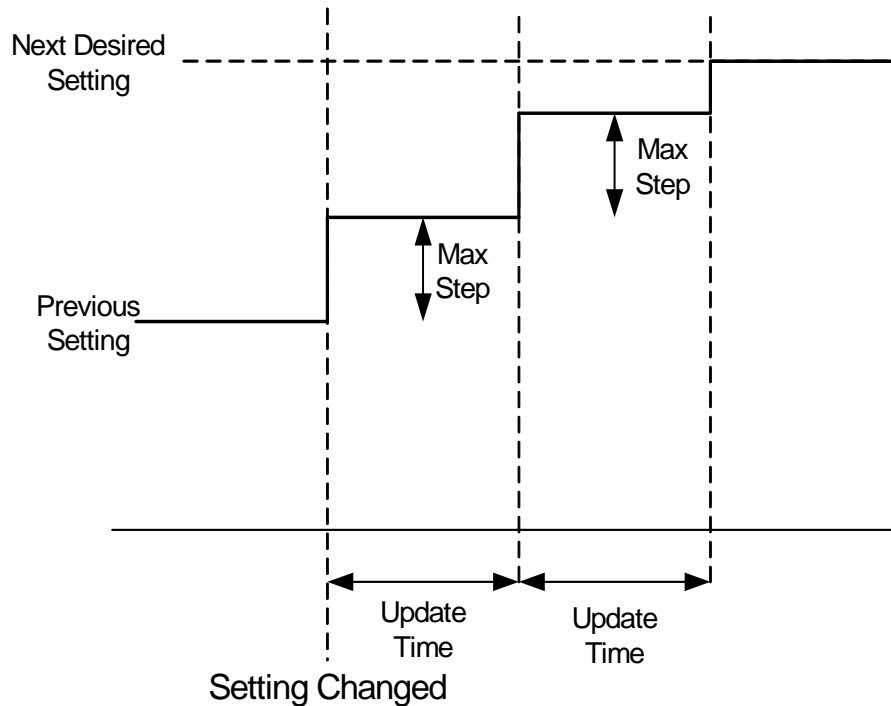 Next Desired
Setting
Max
Step
Max
Step
Previous
Setting
Update
Time
Update
Time
Setting Changed